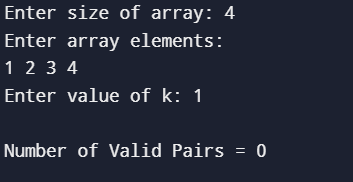 Enter size of array: 4
Enter array elements:
1 2 3 4
Enter value of k: 1
Number of Valid Pairs = 0